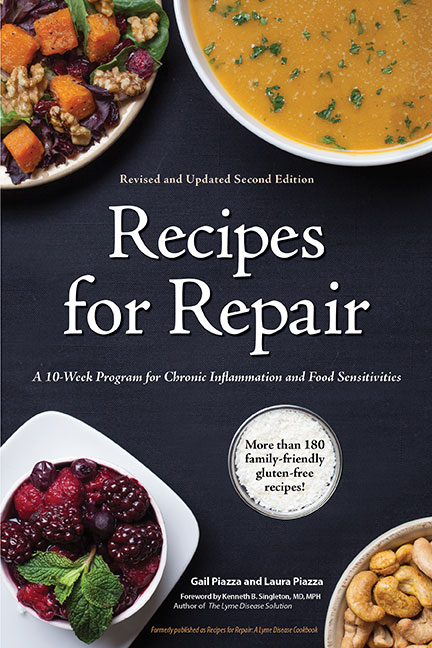 Revised and Updated Second Edition
Recipes
for Repair
A 10-Week Program for Chronic Inflammation and Food Sensitivities
More than 180
family-friendly
gluten-free
recipes!
Gail Piazza and Laura Piazza
Foreword by Kenneth B. Singleton, MD, MPH
Author of The Lyme Disease Solution
Formerly published as Recipes for Repair: A Lyme Disease Cookbook